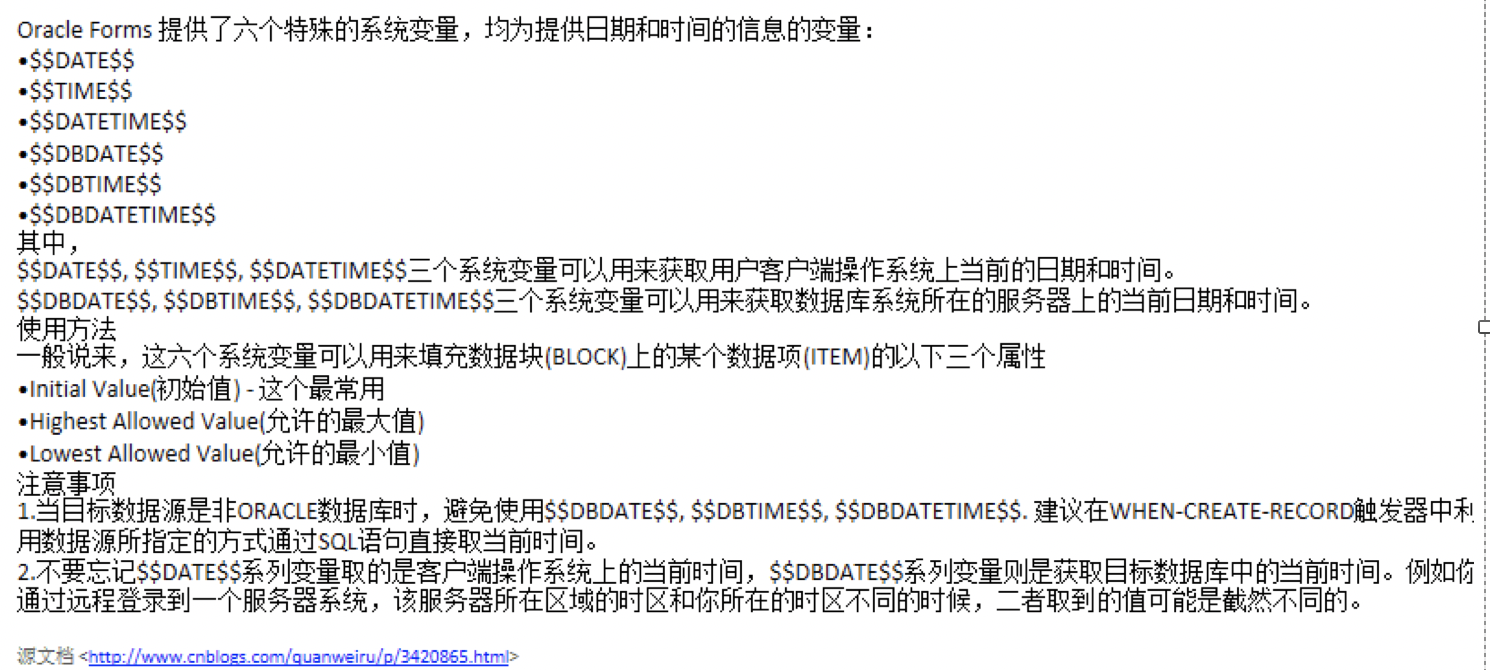 Oracle Forms 提供了六个特殊的系统变量，均为提供日期和时间的信息的变量：
•$$DATE$$
•$$TIME$$
•$$DATETIME$$
•$$DBDATE$$
•$$DBTIME$$
•$$DBDATETIME$$
其中，
$$DATE$$, $$TIME$$, $$DATETIME$$三个系统变量可以用来获取用户客户端操作系统上当前的日期和时间。
$$DBDATE$$, $$DBTIME$$, $$DBDATETIME$$三个系统变量可以用来获取数据库系统所在的服务器上的当前日期和时间。
使用方法
一般说来，这六个系统变量可以用来填充数据块(BLOCK)上的某个数据项(ITEM)的以下三个属性
•Initial Value(初始值) - 这个最常用
•Highest Allowed Value(允许的最大值)
•Lowest Allowed Value(允许的最小值)
注意事项
1.当目标数据源是非ORACLE数据库时，避免使用$$DBDATE$$, $$DBTIME$$, $$DBDATETIME$$. 建议在WHEN-CREATE-RECORD触发器中利
用数据源所指定的方式通过SQL语句直接取当前时间。
2.不要忘记$$DATE$$系列变量取的是客户端操作系统上的当前时间，$$DBDATE$$系列变量则是获取目标数据库中的当前时间。例如你
通过远程登录到一个服务器系统，该服务器所在区域的时区和你所在的时区不同的时候，二者取到的值可能是截然不同的。
源文档 <http://www.cnblogs.com/quanweiru/p/3420865.html>